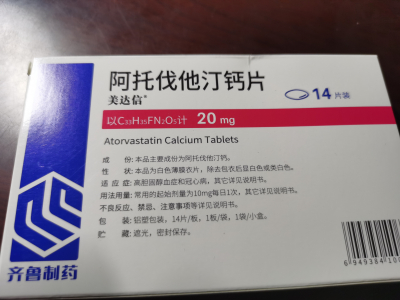 阿托伐他汀钙片
美达信®
14片装
以C₃₃H₃₅FN₂O₅计 20 mg
Atorvastatin Calcium Tablets
成 份：本品主要成份为阿托伐他汀钙。
性 状：本品为白色薄膜衣片，除去包衣后显白色或类白色。
适 应 症：高胆固醇血症和冠心病，其它详见说明书。
用法用量：常用的起始剂量为10mg每日1次，其它详见说明书。
不良反应、禁忌、注意事项等详见说明书。
包 装：铝塑包装，14片/板，1板/袋，1袋/小盒。
贮 藏：遮光，密封保存。
齐鲁制药